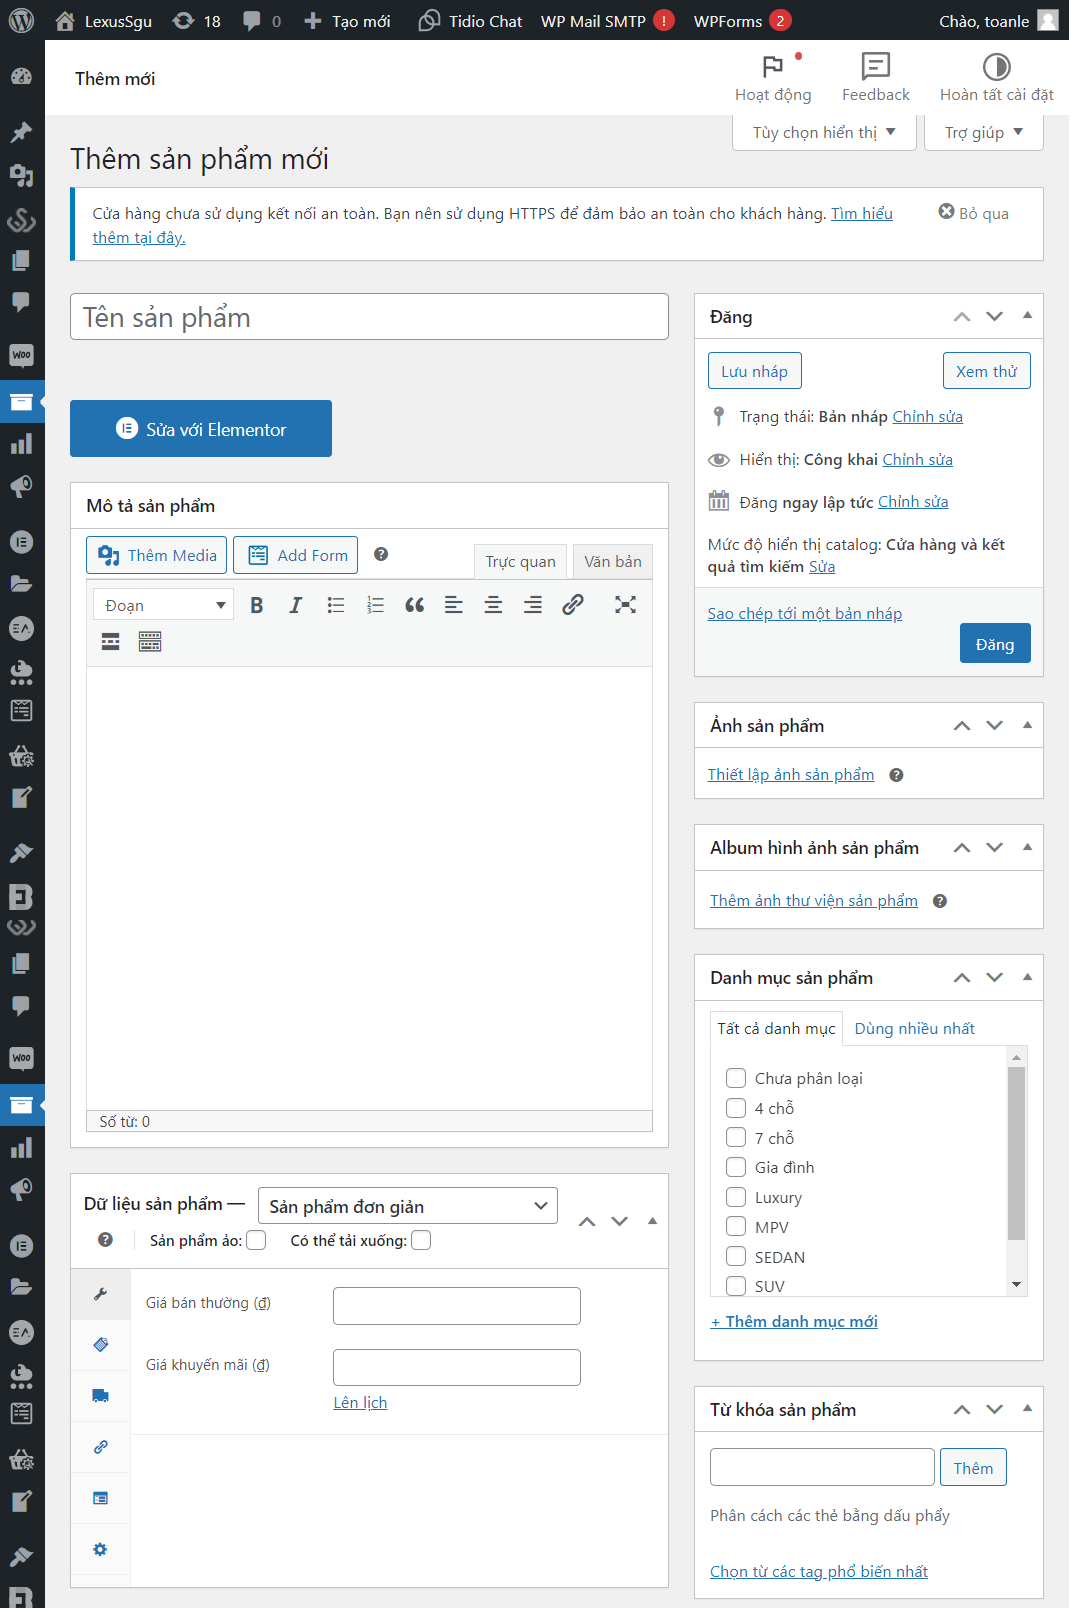 LexusSgu
18
0
Tạo mới
Tidio Chat
WP Mail SMTP
!
WPForms
2
Chào, toanle
Thêm mới
Hoạt động
Feedback
Hoàn tất cài đặt
Tùy chọn hiển thị
Trợ giúp
Thêm sản phẩm mới
Cửa hàng chưa sử dụng kết nối an toàn. Bạn nên sử dụng HTTPS để đảm bảo an toàn cho khách hàng. Tìm hiểu
thêm tại đây.
Bỏ qua
Tên sản phẩm
Sửa với Elementor
Mô tả sản phẩm
Thêm Media
Add Form
Trực quan
Văn bản
Đoạn
B I
Số từ: 0
Dữ liệu sản phẩm —
Sản phẩm đơn giản
Sản phẩm ảo:
Có thể tải xuống:
Giá bán thường (₫)
Giá khuyến mãi (₫)
Lên lịch
Đăng
Lưu nháp
Xem thử
Trạng thái: Bản nháp Chỉnh sửa
Hiển thị: Công khai Chỉnh sửa
Đăng ngay lập tức Chỉnh sửa
Mức độ hiển thị catalog: Cửa hàng và kết
quả tìm kiếm Sửa
Sao chép tới một bản nháp
Đăng
Ảnh sản phẩm
Thiết lập ảnh sản phẩm
Album hình ảnh sản phẩm
Thêm ảnh thư viện sản phẩm
Danh mục sản phẩm
Tất cả danh mục
Dùng nhiều nhất
Chưa phân loại
4 chỗ
7 chỗ
Gia đình
Luxury
MPV
SEDAN
SUV
+ Thêm danh mục mới
Từ khóa sản phẩm
Thêm
Phân cách các thẻ bằng dấu phẩy
Chọn từ các tag phổ biến nhất